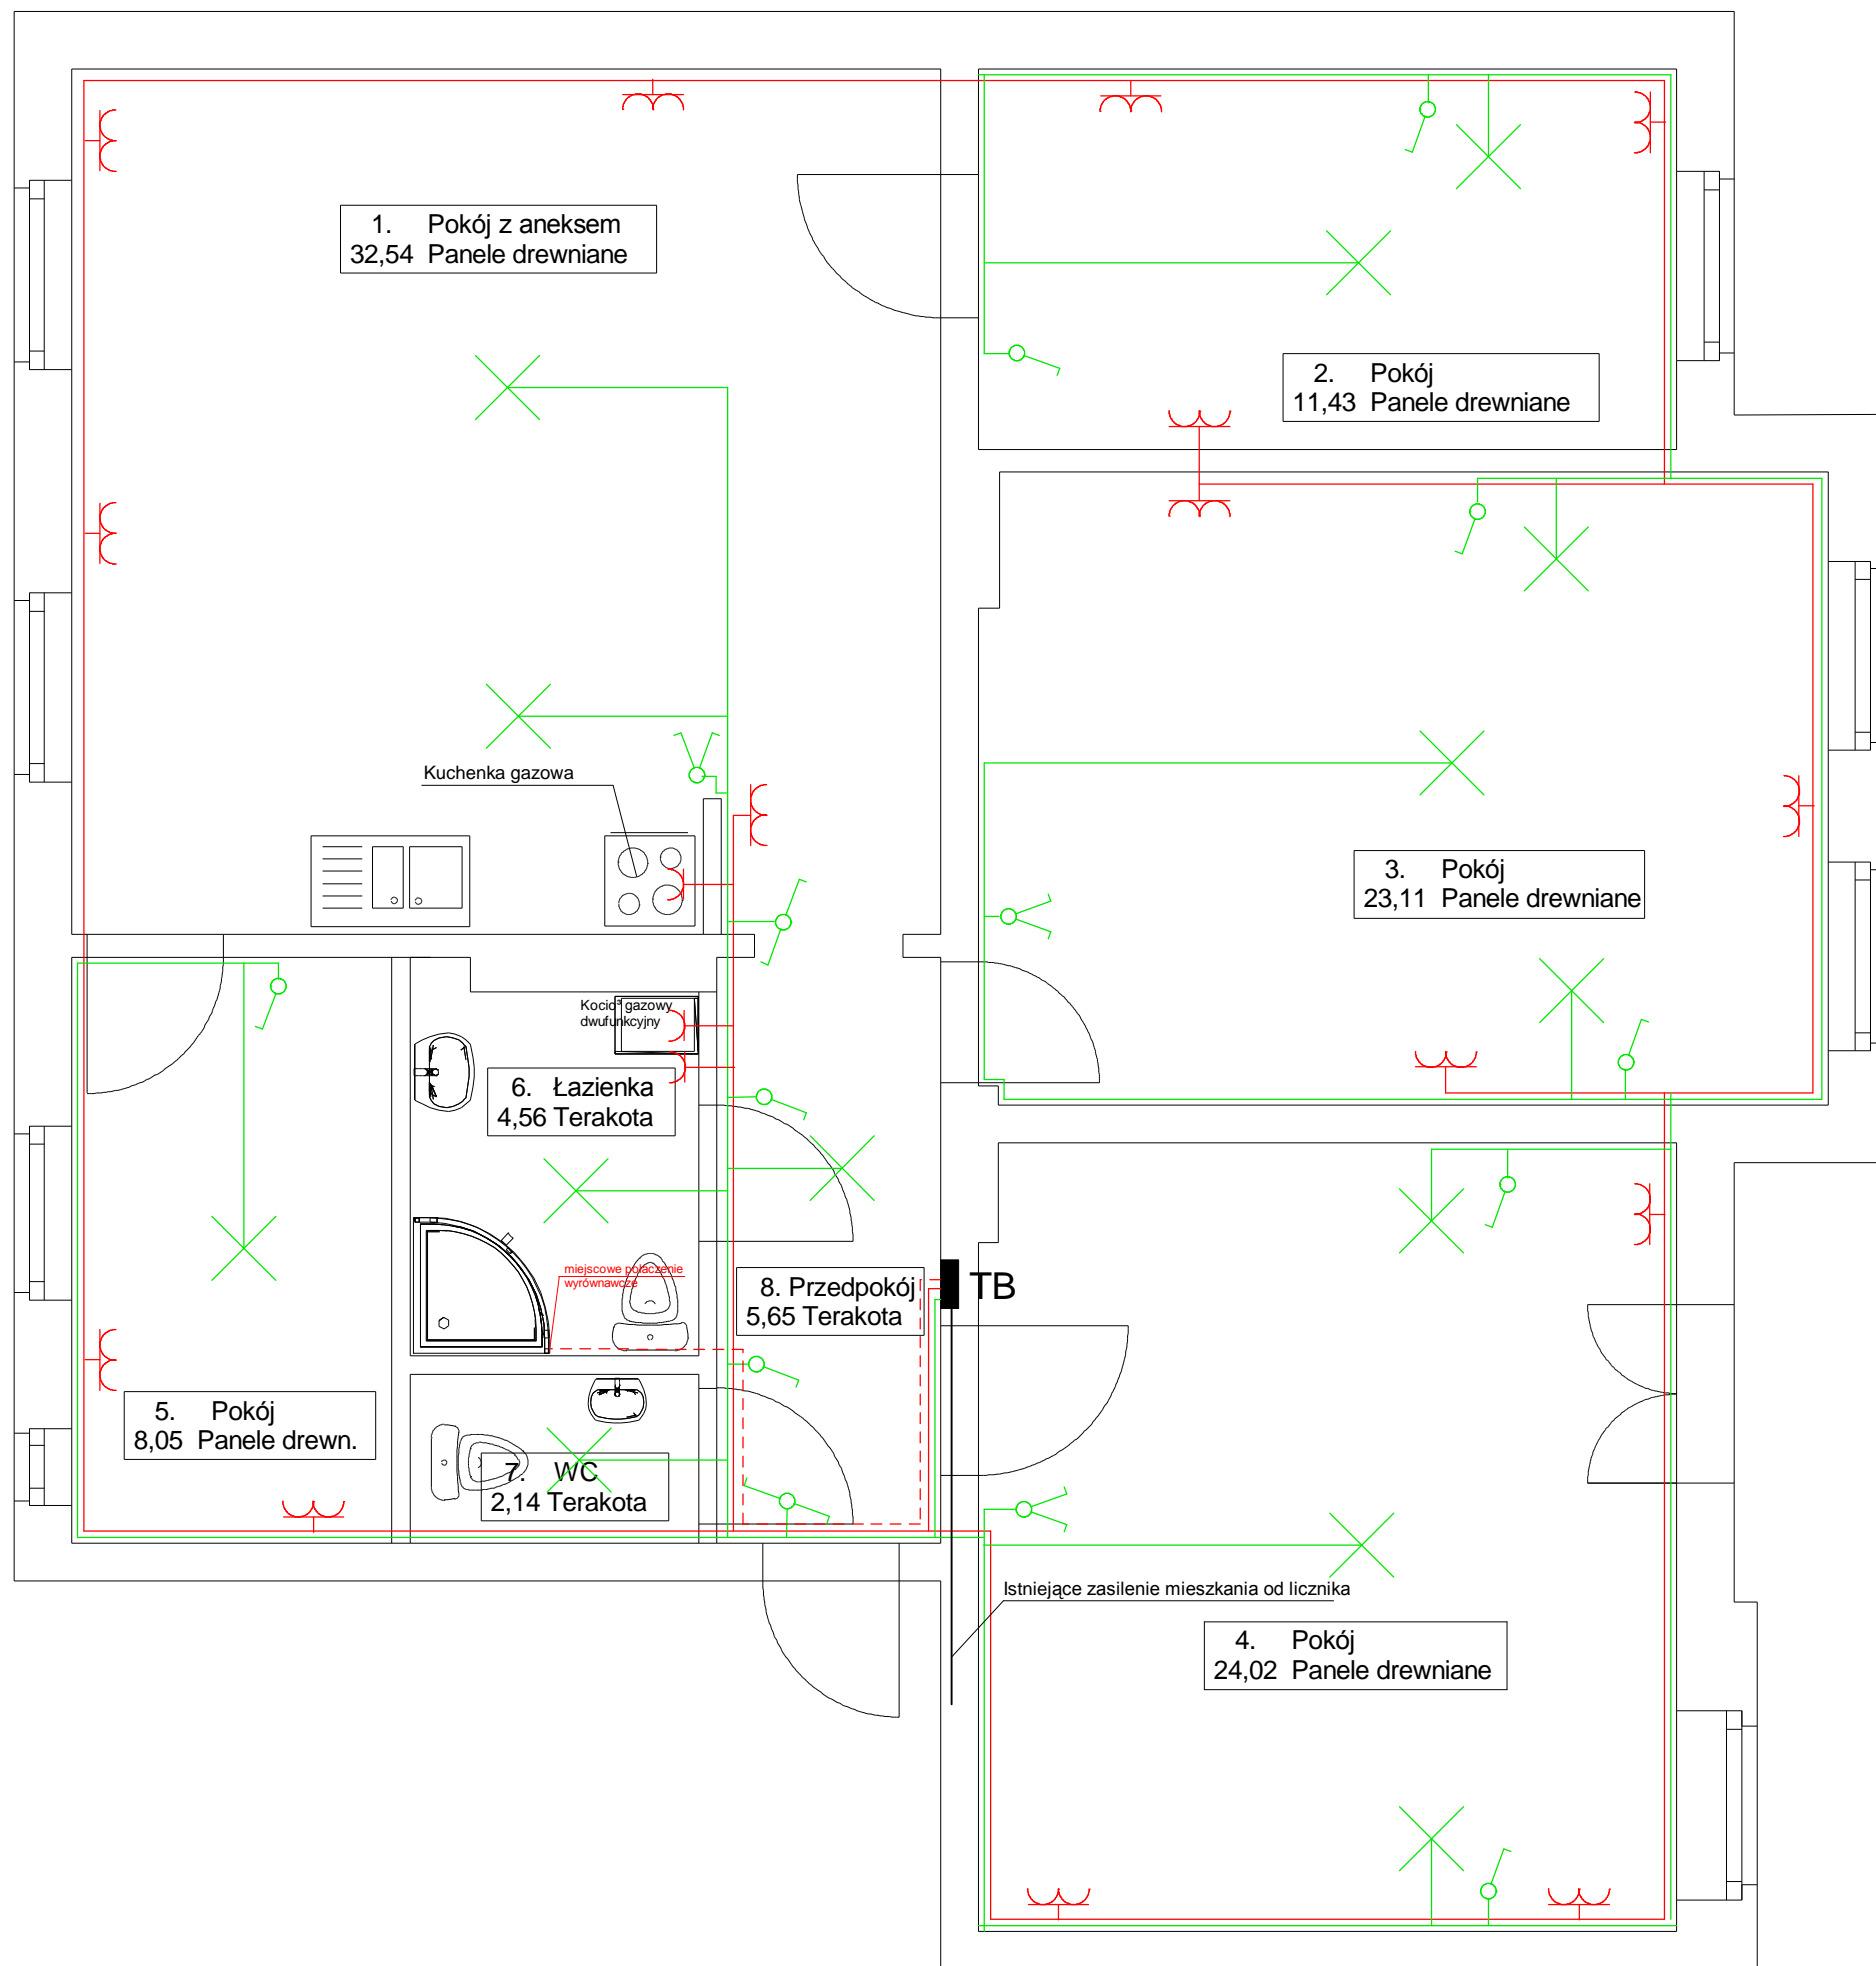 1. Pokój z aneksem
32,54 Panele drewniane
2. Pokój
11,43 Panele drewniane
Kuchenka gazowa
3. Pokój
23,11 Panele drewniane
Kocio³ gazowy
dwufunkcyjny
6. Łazienka
4,56 Terakota
miejscowe połączenie
wyrównawcze
8. Przedpokój
5,65 Terakota
TB
5. Pokój
8,05 Panele drewn.
7. WC
2,14 Terakota
Istniejące zasilenie mieszkania od licznika
4. Pokój
24,02 Panele drewniane